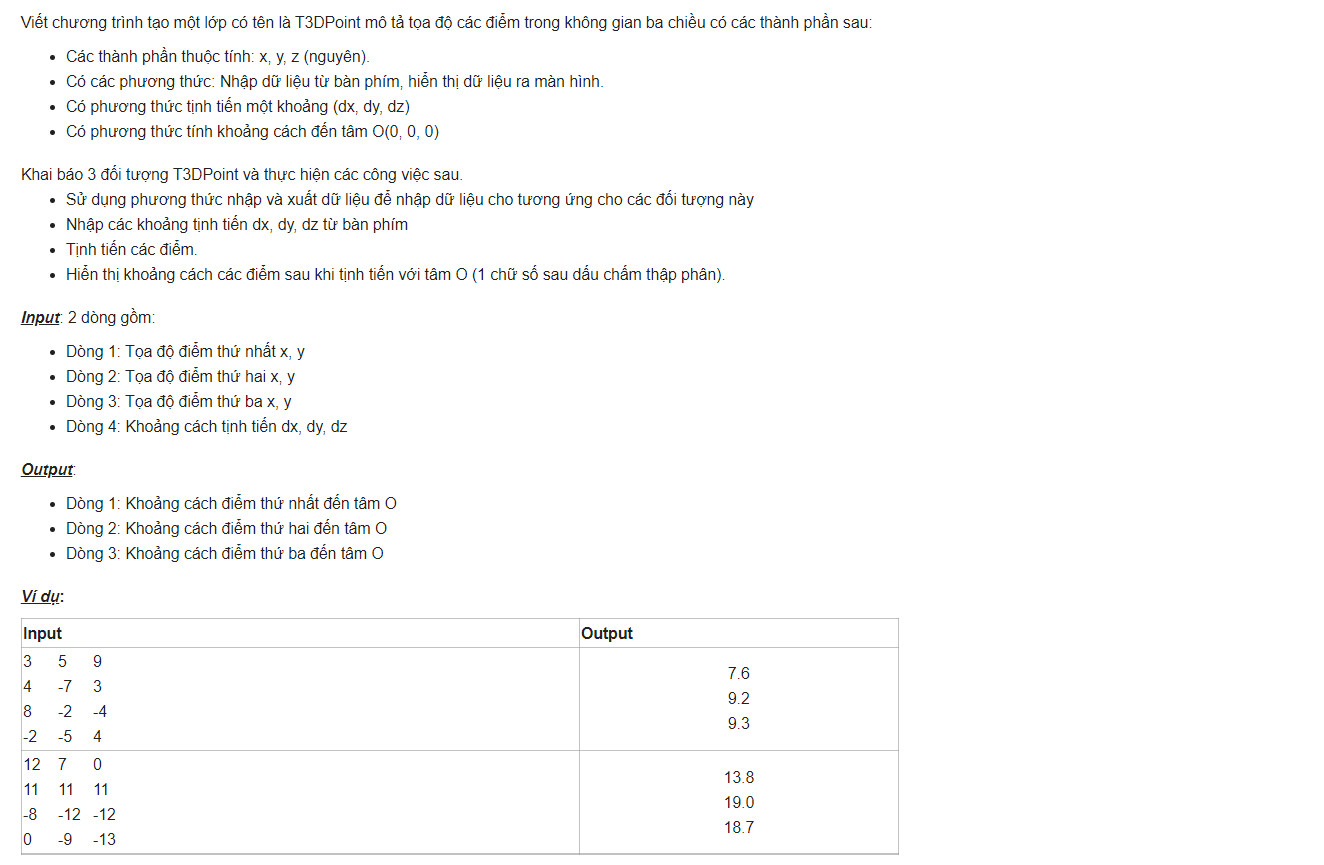 Viết chương trình tạo một lớp có tên là T3DPoint mô tả tọa độ các điểm trong không gian ba chiều có các thành phần sau:
• Các thành phần thuộc tính: x, y, z (nguyên).
• Có các phương thức: Nhập dữ liệu từ bàn phím, hiển thị dữ liệu ra màn hình.
• Có phương thức tịnh tiến một khoảng (dx, dy, dz)
• Có phương thức tính khoảng cách đến tâm O(0, 0, 0)
Khai báo 3 đối tượng T3DPoint và thực hiện các công việc sau.
• Sử dụng phương thức nhập và xuất dữ liệu để nhập dữ liệu cho tương ứng cho các đối tượng này
• Nhập các khoảng tịnh tiến dx, dy, dz từ bàn phím
• Tịnh tiến các điểm.
• Hiển thị khoảng cách các điểm sau khi tịnh tiến với tâm O (1 chữ số sau dấu chấm thập phân).
Input: 2 dòng gồm:
• Dòng 1: Tọa độ điểm thứ nhất x, y
• Dòng 2: Tọa độ điểm thứ hai x, y
• Dòng 3: Tọa độ điểm thứ ba x, y
• Dòng 4: Khoảng cách tịnh tiến dx, dy, dz
Output:
• Dòng 1: Khoảng cách điểm thứ nhất đến tâm O
• Dòng 2: Khoảng cách điểm thứ hai đến tâm O
• Dòng 3: Khoảng cách điểm thứ ba đến tâm O
Ví dụ:
Input Output
3 5 9
4 -7 3
8 -2 -4
-2 -5 4
7.6
9.2
9.3
12 7 0
11 11 11
-8 -12 -12
0 -9 -13
13.8
19.0
18.7